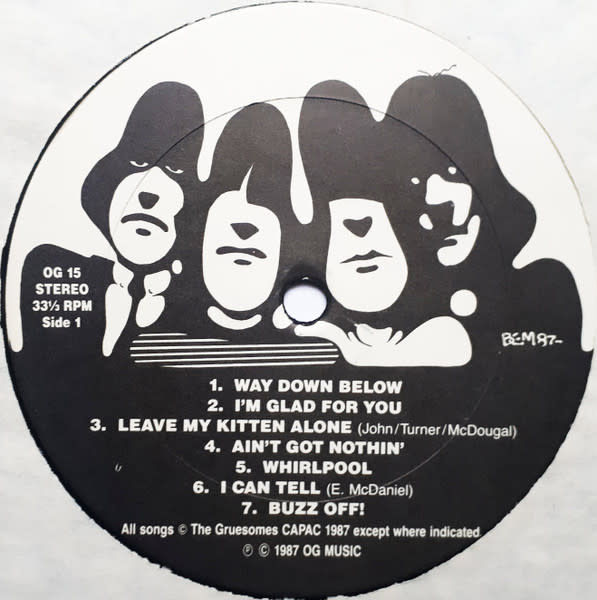 OG 15
STEREO
33⅓ RPM
Side 1
BEM87-
1. WAY DOWN BELOW
2. I'M GLAD FOR YOU
3. LEAVE MY KITTEN ALONE (John/Turner/McDougal)
4. AIN'T GOT NOTHIN'
5. WHIRLPOOL
6. I CAN TELL (E. McDaniel)
7. BUZZ OFF!
All songs © The Gruesomes CAPAC 1987 except where indicated.
℗ © 1987 OG MUSIC